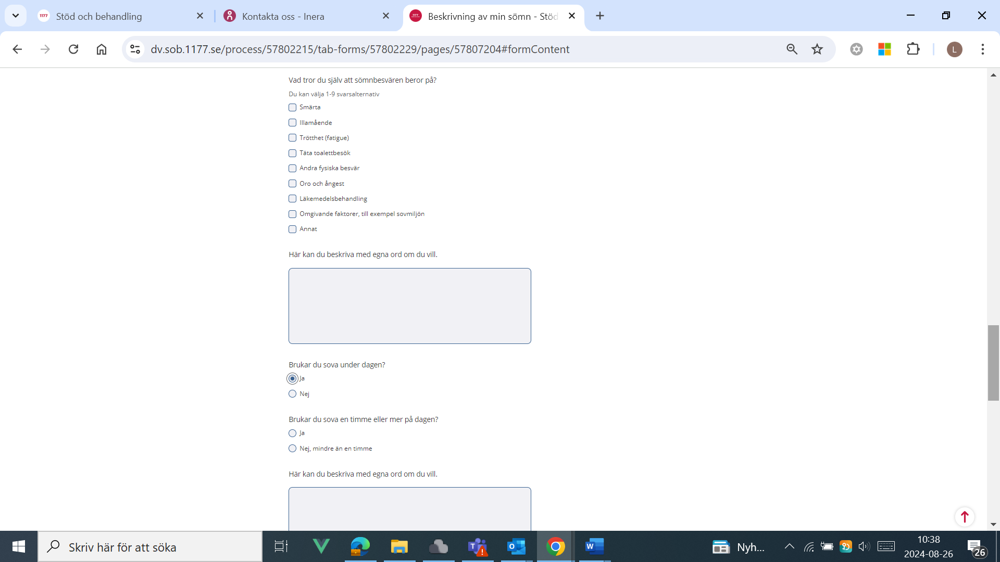 1177 Stöd och behandling
Kontakta oss - Inera
1177 Beskrivning av min sömn - Stöd
dv.sob.1177.se/process/57802215/tab-forms/57802229/pages/57807204#formContent
L
Vad tror du själv att sömnbesvären beror på?
Du kan välja 1-9 svarsalternativ
Smärta
Illamående
Trötthet (fatigue)
Täta toalettbesök
Andra fysiska besvär
Oro och ångest
Läkemedelsbehandling
Omgivande faktorer, till exempel sovmiljön
Annat
Här kan du beskriva med egna ord om du vill.
Brukar du sova under dagen?
Ja
Nej
Brukar du sova en timme eller mer på dagen?
Ja
Nej, mindre än en timme
Här kan du beskriva med egna ord om du vill.
Skriv här för att söka
Nyh...
10:38
2024-08-26
26